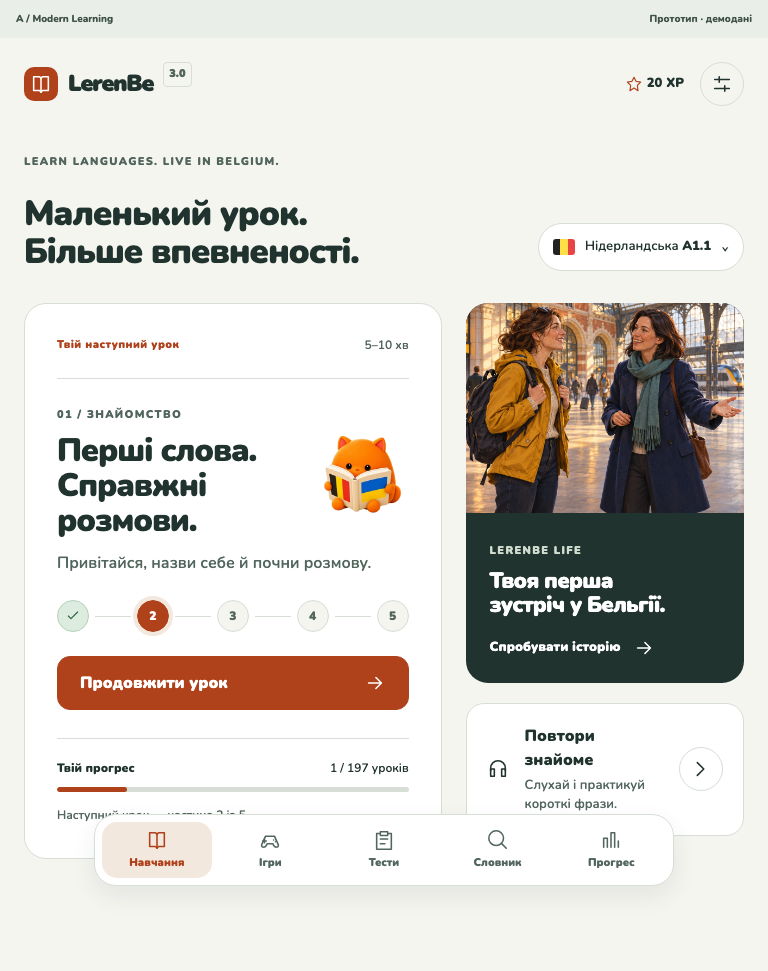 A / Modern Learning
Прототип · демодані
LerenBe
3.0
20 XP
LEARN LANGUAGES. LIVE IN BELGIUM.
Маленький урок.
Більше впевненості.
Нідерландська A1.1
Твій наступний урок
5–10 хв
01 / ЗНАЙОМСТВО
Перші слова.
Справжні
розмови.
Привітайся, назви себе й почни розмову.
2
3
4
5
Продовжити урок
Твій прогрес
1 / 197 уроків
LERENBE LIFE
Твоя перша
зустріч у Бельгії.
Спробувати історію
Повтори
знайоме
Слухай і практикуй
короткі фрази.
Навчання
Ігри
Тести
Словник
Прогрес